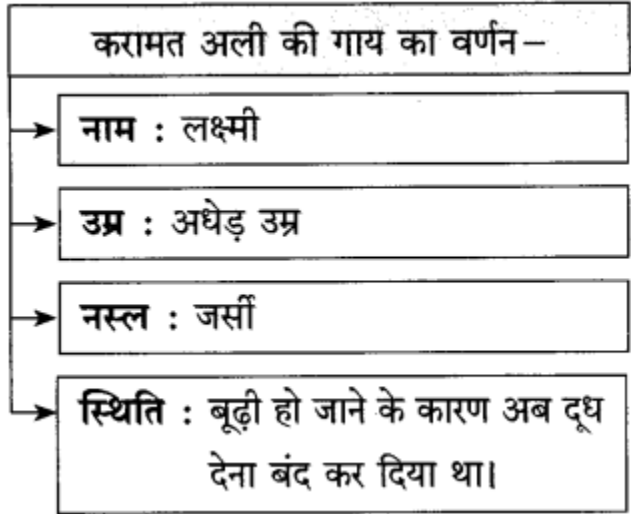 करामत अली की गाय का वर्णन–
नाम : लक्ष्मी
उम्र : अधेड़ उम्र
नस्ल : जर्सी
स्थिति : बूढ़ी हो जाने के कारण अब दूध
देना बंद कर दिया था।